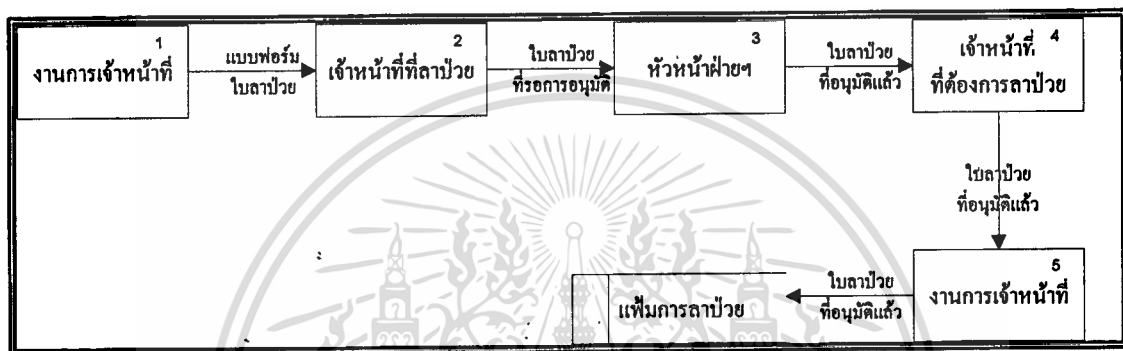 1
งานการเจ้าหน้าที่
แบบฟอร์ม
ใบลาป่วย
2
เจ้าหน้าที่ที่ลาป่วย
ใบลาป่วย
ที่รอการอนุมัติ
3
หัวหน้าฝ่ายฯ
ใบลาป่วย
ที่อนุมัติแล้ว
4
เจ้าหน้าที่
ที่ต้องการลาป่วย
ใบลาป่วย
ที่อนุมัติแล้ว
5
งานการเจ้าหน้าที่
ใบลาป่วย
ที่อนุมัติแล้ว
แฟ้มการลาป่วย